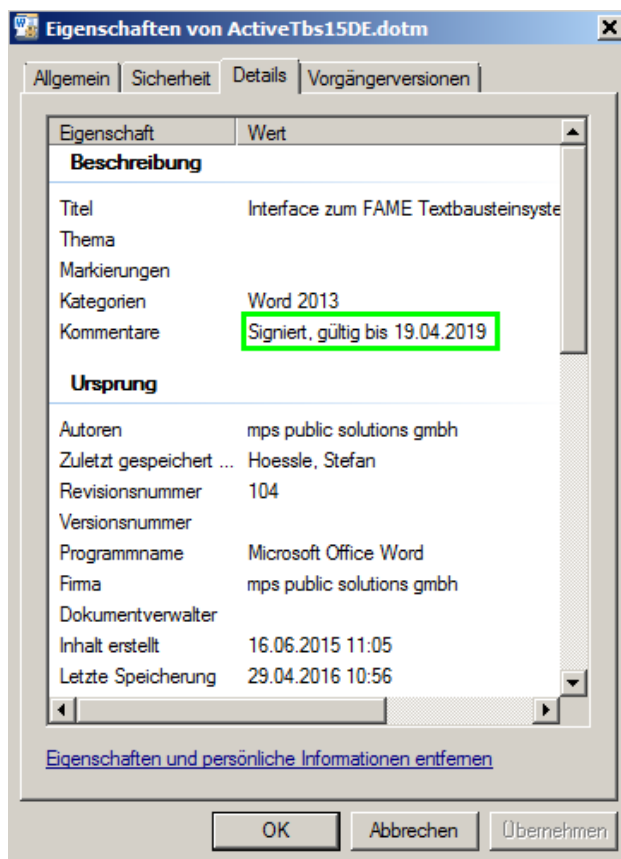 Eigenschaften von ActiveTbs15DE.dotm
Allgemein Sicherheit Details Vorgängerversionen
Eigenschaft Wert
Beschreibung
Titel Interface zum FAME Textbausteinsyste
Thema
Markierungen
Kategorien Word 2013
Kommentare Signiert, gültig bis 19.04.2019
Ursprung
Autoren mps public solutions gmbh
Zuletzt gespeichert ... Hoessle, Stefan
Revisionsnummer 104
Versionsnummer
Programmname Microsoft Office Word
Firma mps public solutions gmbh
Dokumentverwalter
Inhalt erstellt 16.06.2015 11:05
Letzte Speicherung 29.04.2016 10:56
Eigenschaften und persönliche Informationen entfernen
OK Abbrechen Übernehmen